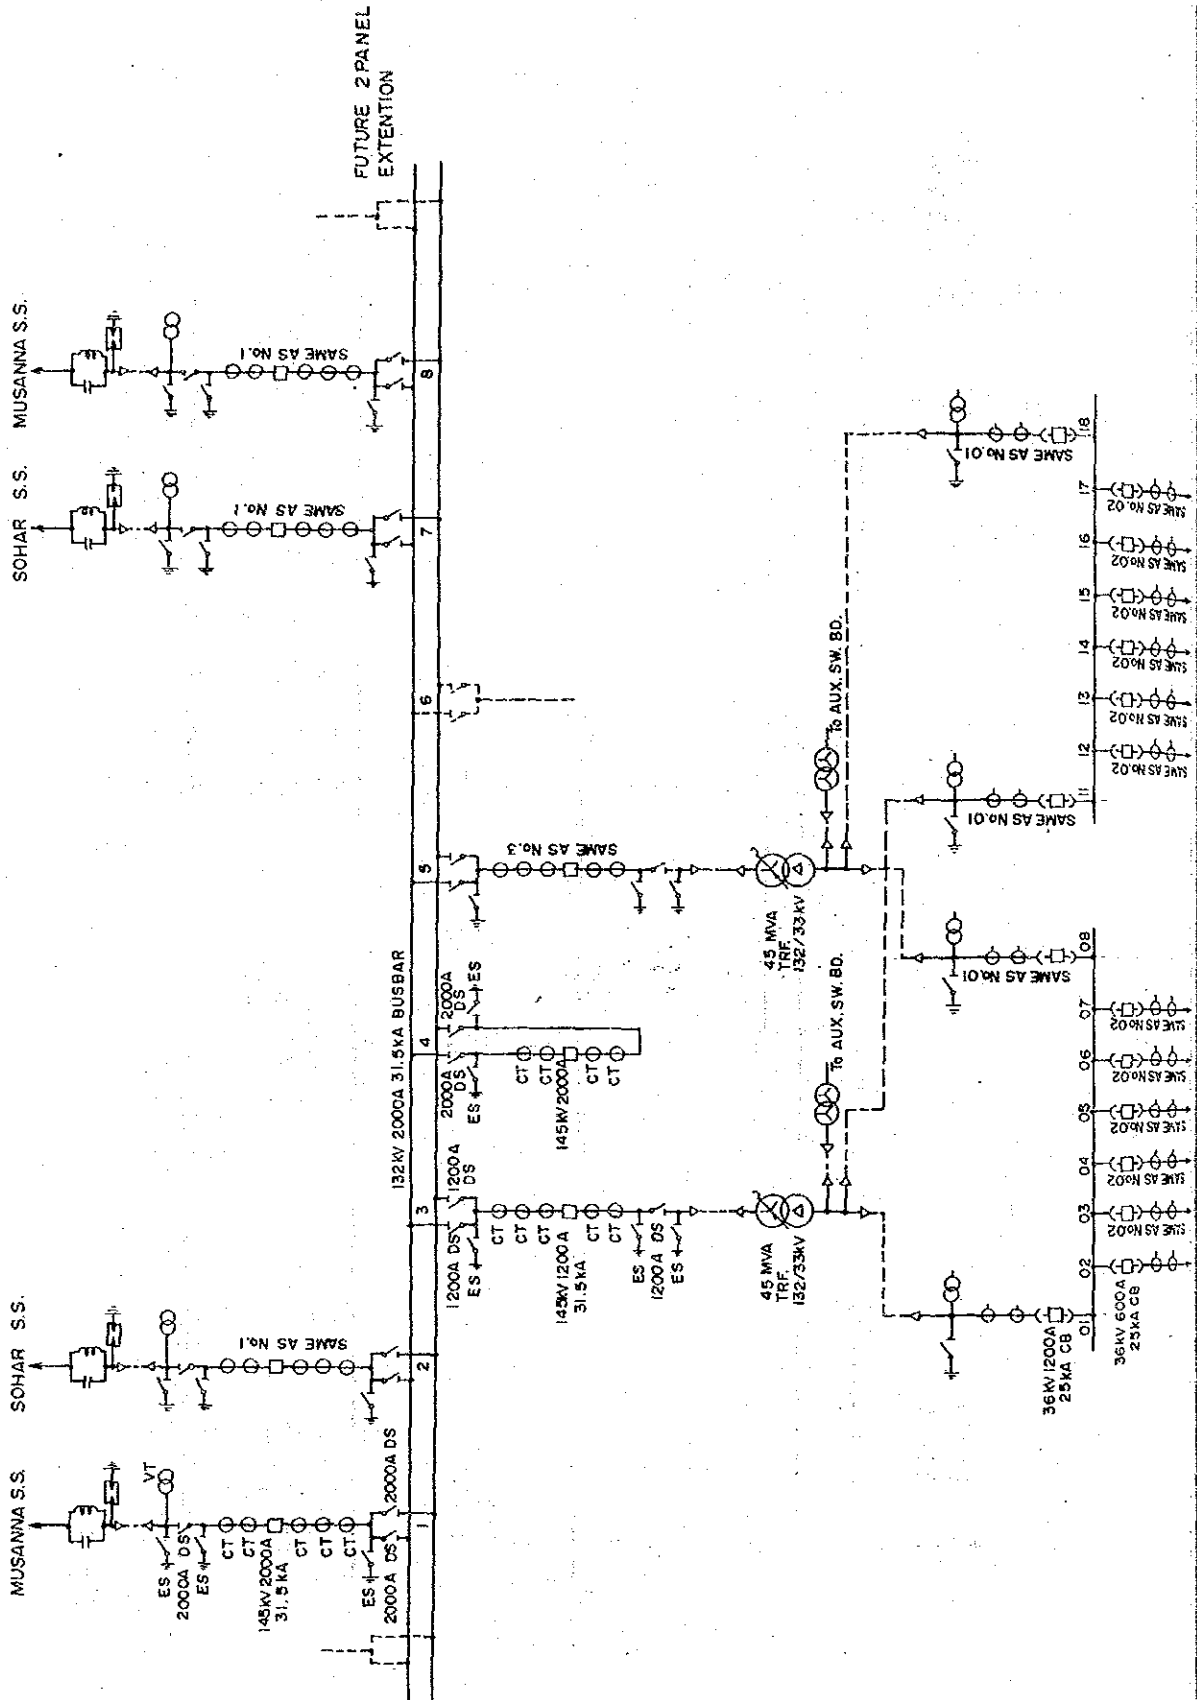 MUSANNA S.S.
SOHAR S.S.
SOHAR S.S.
MUSANNA S.S.
FUTURE 2 PANEL
EXTENTION
VT
ES
2000A DS
ES
CT
CT
145kV 2000A
31.5 kA
CT
CT
CT
ES
2000A DS
2000A DS
1
SAME AS No.1
2
SAME AS No.1
7
SAME AS No.1
8
132KV 2000A 31.5kA BUSBAR
3
1200A
DS
1200A DS
ES
CT
CT
CT
145kV 1200A
31.5kA
CT
CT
ES
1200A DS
ES
45 MVA
TRF.
132/33kV
To AUX. SW. BD.
4
2000A
DS
ES
2000A
DS
ES
CT
CT
145kV 2000A
CT
CT
5
SAME AS No.3
45 MVA
TRF.
132/33kV
To AUX. SW. BD.
6
36kV 1200A
25kA CB
36kV 600A
25kA CB
01
02
03
SAME AS No.02
04
SAME AS No.02
05
SAME AS No.02
06
SAME AS No.02
07
SAME AS No.02
08
SAME AS No.01
11
SAME AS No.01
12
SAME AS No.02
13
SAME AS No.02
14
SAME AS No.02
15
SAME AS No.02
16
SAME AS No.02
17
SAME AS No.02
18
SAME AS No.01